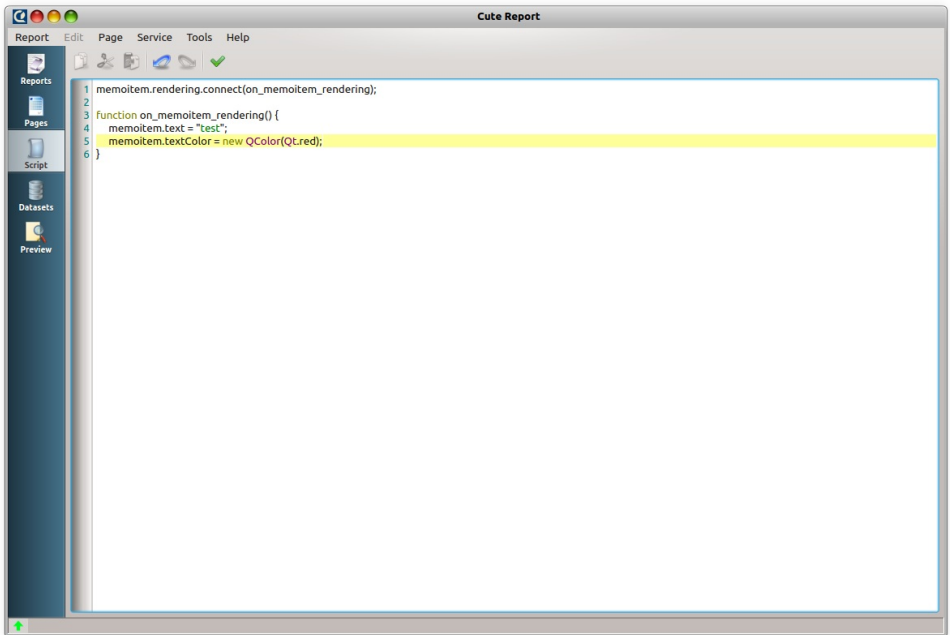 Cute Report
Report Edit Page Service Tools Help
Reports
Pages
Script
Datasets
Preview
1 memoitem.rendering.connect(on_memoitem_rendering);
2
3 function on_memoitem_rendering() {
4 memoitem.text = "test";
5 memoitem.textColor = new QColor(Qt.red);
6 }